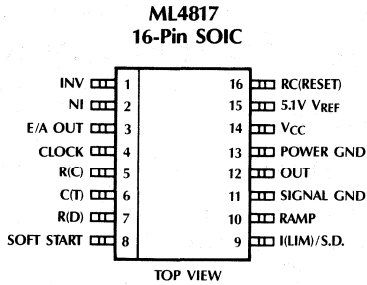 ML4817
16-Pin SOIC
INV 1 16 RC(RESET)
NI 2 15 5.1V VREF
E/A OUT 3 14 VCC
CLOCK 4 13 POWER GND
R(C) 5 12 OUT
C(T) 6 11 SIGNAL GND
R(D) 7 10 RAMP
SOFT START 8 9 I(LIM)/S.D.
TOP VIEW